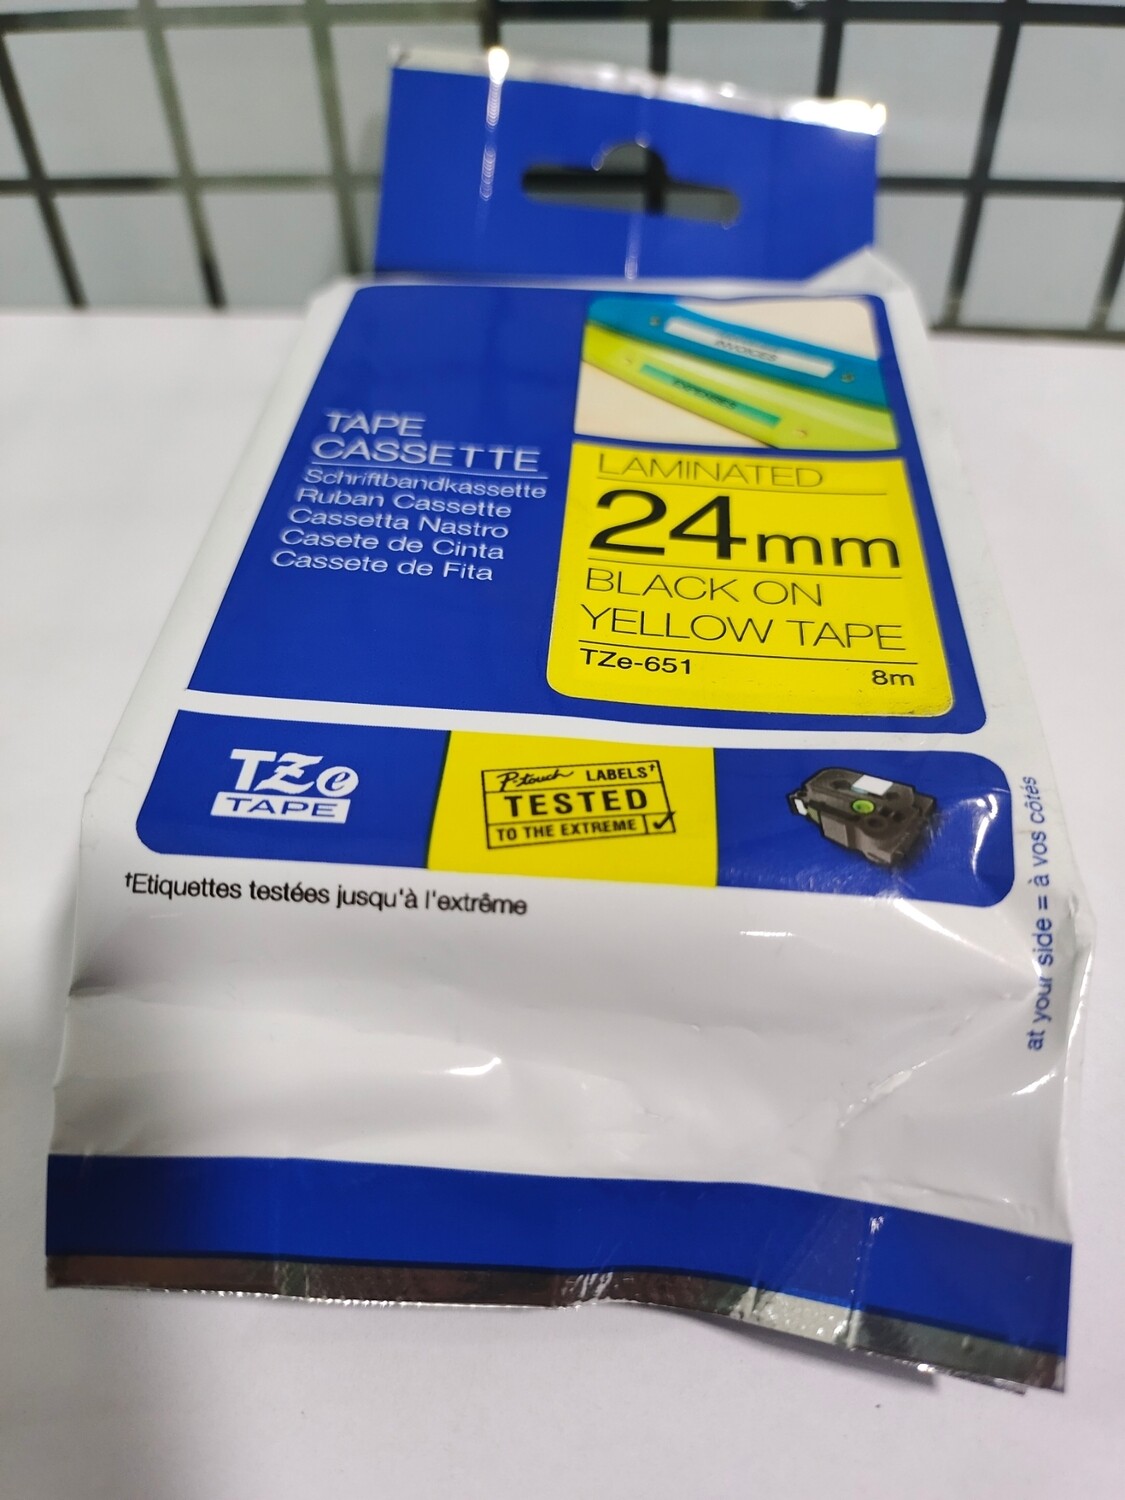 INVOICES
EXPENSES
TAPE
CASSETTE
Schriftbandkassette
Ruban Cassette
Cassetta Nastro
Casete de Cinta
Cassete de Fita
LAMINATED
24mm
BLACK ON
YELLOW TAPE
TZe-651
8m
TZe
TAPE
P-touch LABELS†
TESTED
TO THE EXTREME ✓
†Etiquettes testées jusqu'à l'extrême
at your side = à vos côtés